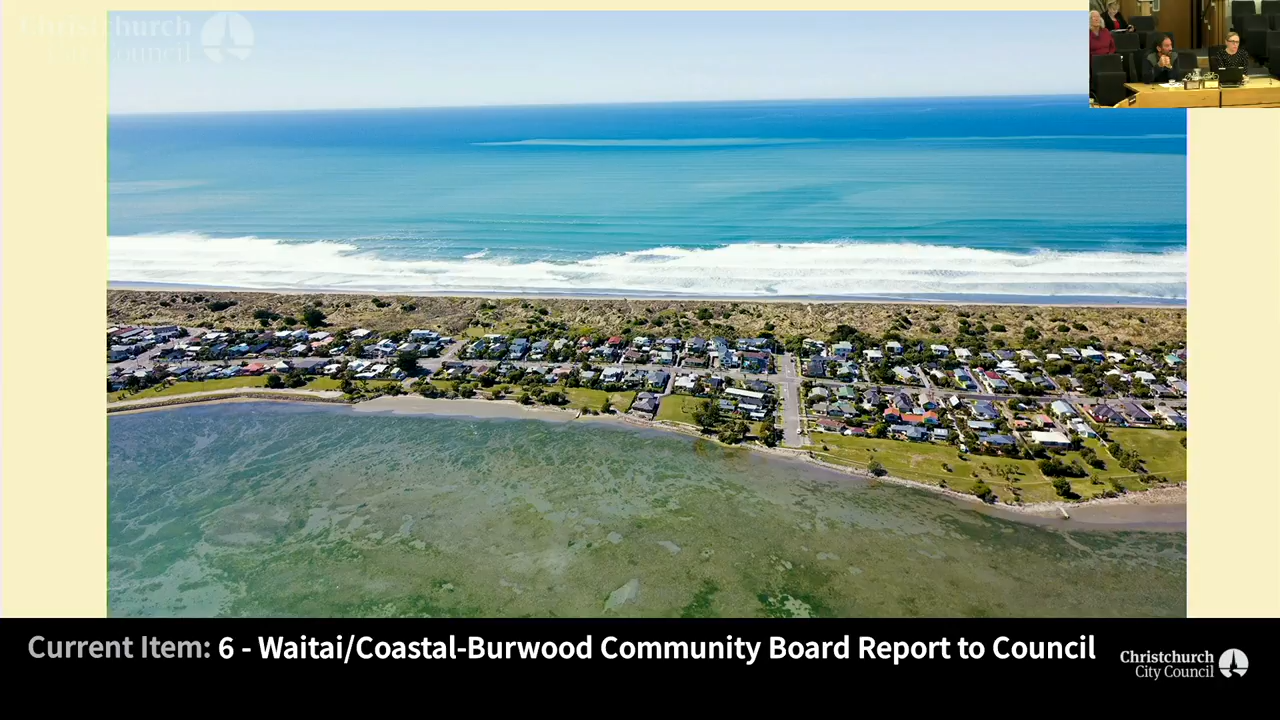 Christchurch
City Council
Current Item: 6 - Waitai/Coastal-Burwood Community Board Report to Council
Christchurch
City Council